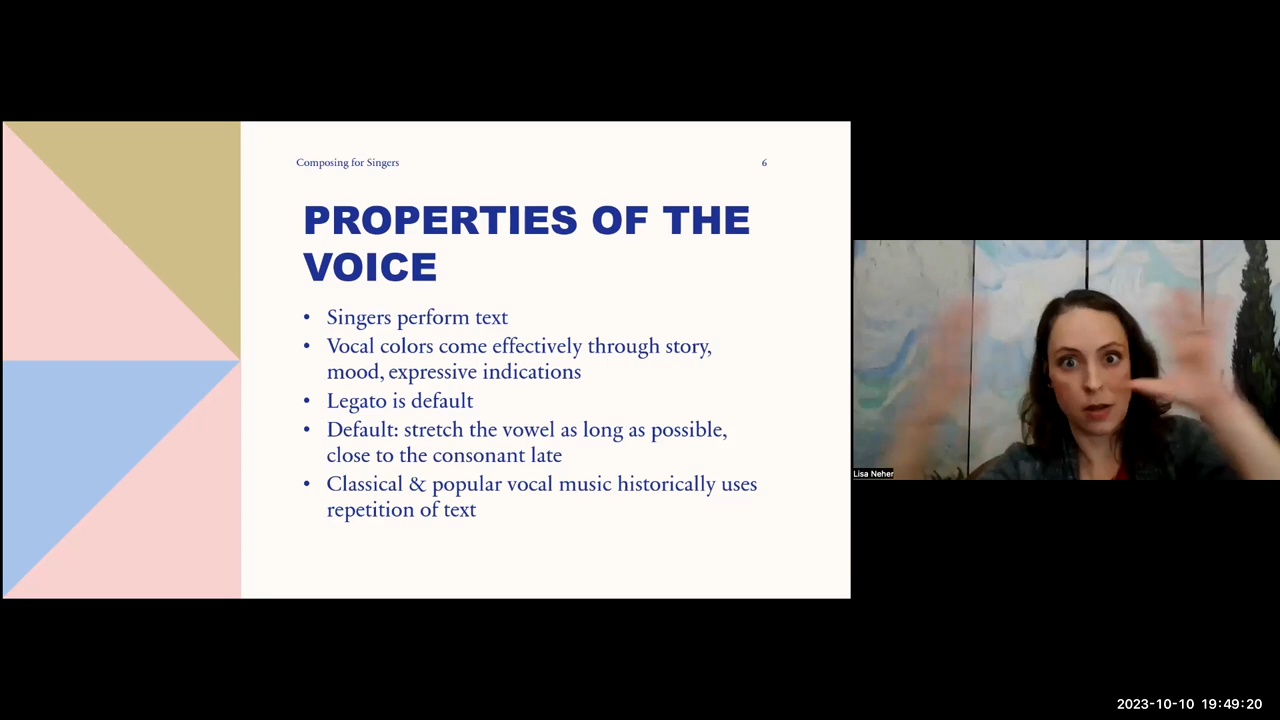 Composing for Singers
6
PROPERTIES OF THE
VOICE
• Singers perform text
• Vocal colors come effectively through story,
mood, expressive indications
• Legato is default
• Default: stretch the vowel as long as possible,
close to the consonant late
• Classical & popular vocal music historically uses
repetition of text
Lisa Neher
2023-10-10 19:49:20